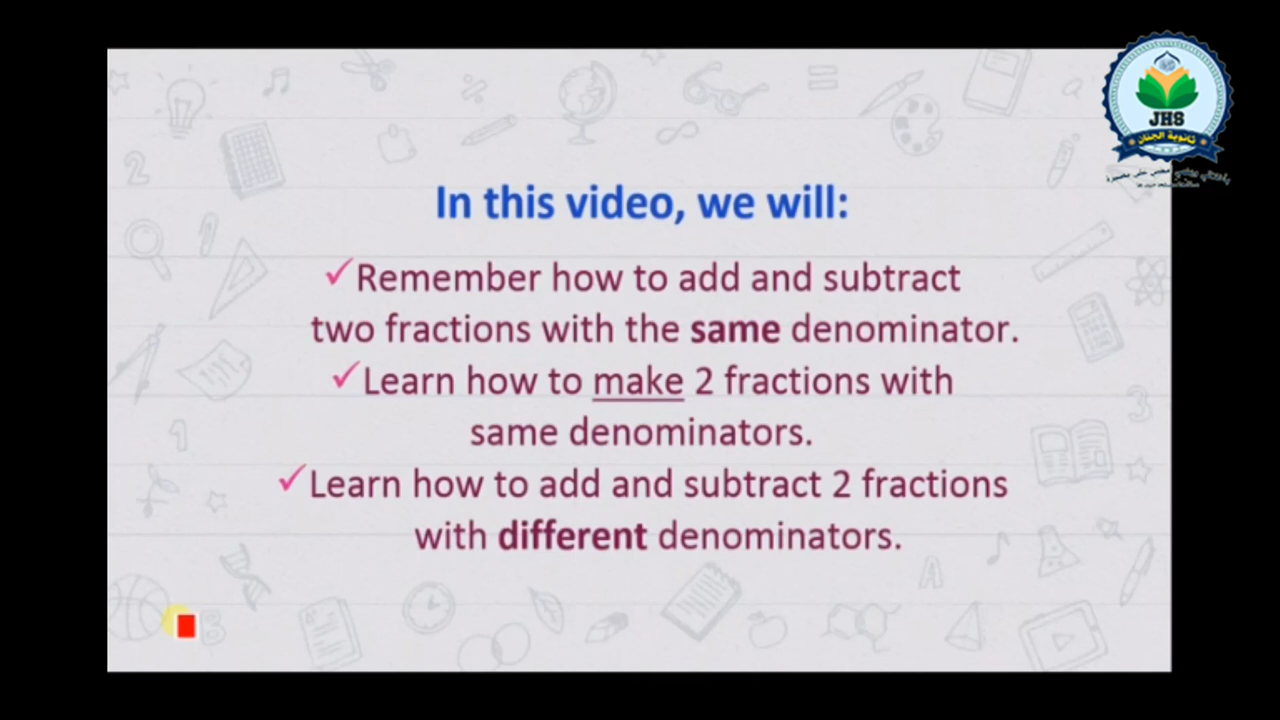 In this video, we will:
✓Remember how to add and subtract
two fractions with the same denominator.
✓Learn how to make 2 fractions with
same denominators.
✓Learn how to add and subtract 2 fractions
with different denominators.
JHS
ثانوية الجنان